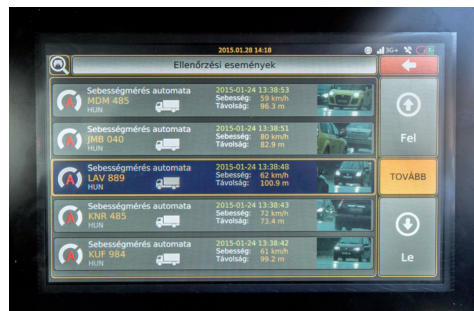 2015.01.28 14:18
3G+
Ellenőrzési események
Sebességmérés automata 2015-01-24 13:38:53
A MDM 485 Sebesség: 59 km/h
HUN Távolság: 96.3 m
Sebességmérés automata 2015-01-24 13:38:51
A JMB 040 Sebesség: 80 km/h
HUN Távolság: 82.9 m
Fel
Sebességmérés automata 2015-01-24 13:38:48
A LAV 889 Sebesség: 62 km/h
HUN Távolság: 100.9 m
TOVÁBB
Sebességmérés automata 2015-01-24 13:38:43
A KNR 485 Sebesség: 72 km/h
HUN Távolság: 73.4 m
Sebességmérés automata 2015-01-24 13:38:42
A KUF 984 Sebesség: 61 km/h
HUN Távolság: 99.2 m
Le